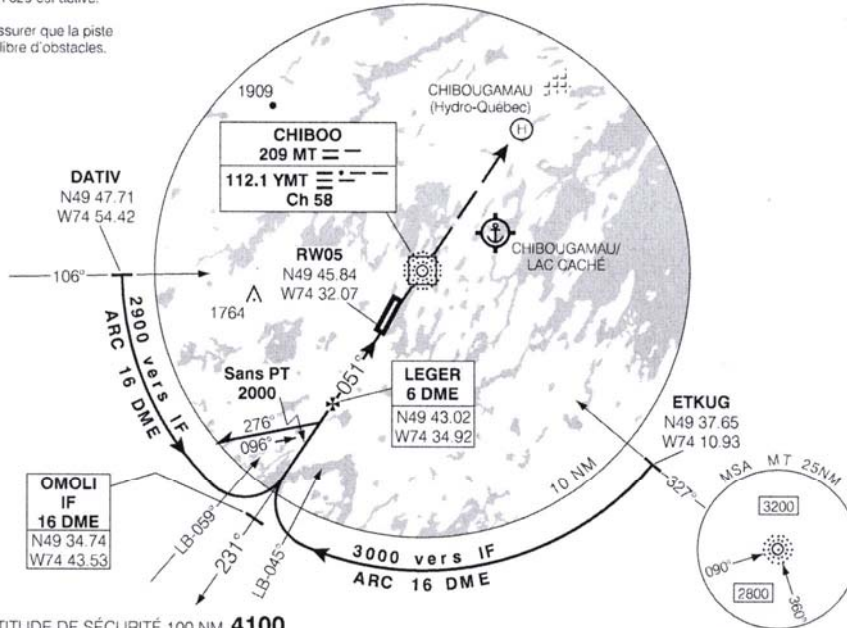 ssurer que la piste
libre d'obstacles.
1909
CHIBOUGAMAU
(Hydro-Québec)
H
CHIBOO
209 MT
112.1 YMT
Ch 58
DATIV
N49 47.71
W74 54.42
106°
RW05
N49 45.84
W74 32.07
CHIBOUGAMAU/
LAC CACHÉ
1764
2900 vers IF
ARC 16 DME
Sans PT
2000
051°
276°
096°
LEGER
6 DME
N49 43.02
W74 34.92
ETKUG
N49 37.65
W74 10.93
327°
10 NM
OMOLI
IF
16 DME
N49 34.74
W74 43.53
LB-059°
231°
LB-045°
3000 vers IF
ARC 16 DME
MSA MT 25NM
3200
090°
2800
360°
TITUDE DE SÉCURITÉ 100 NM 4100